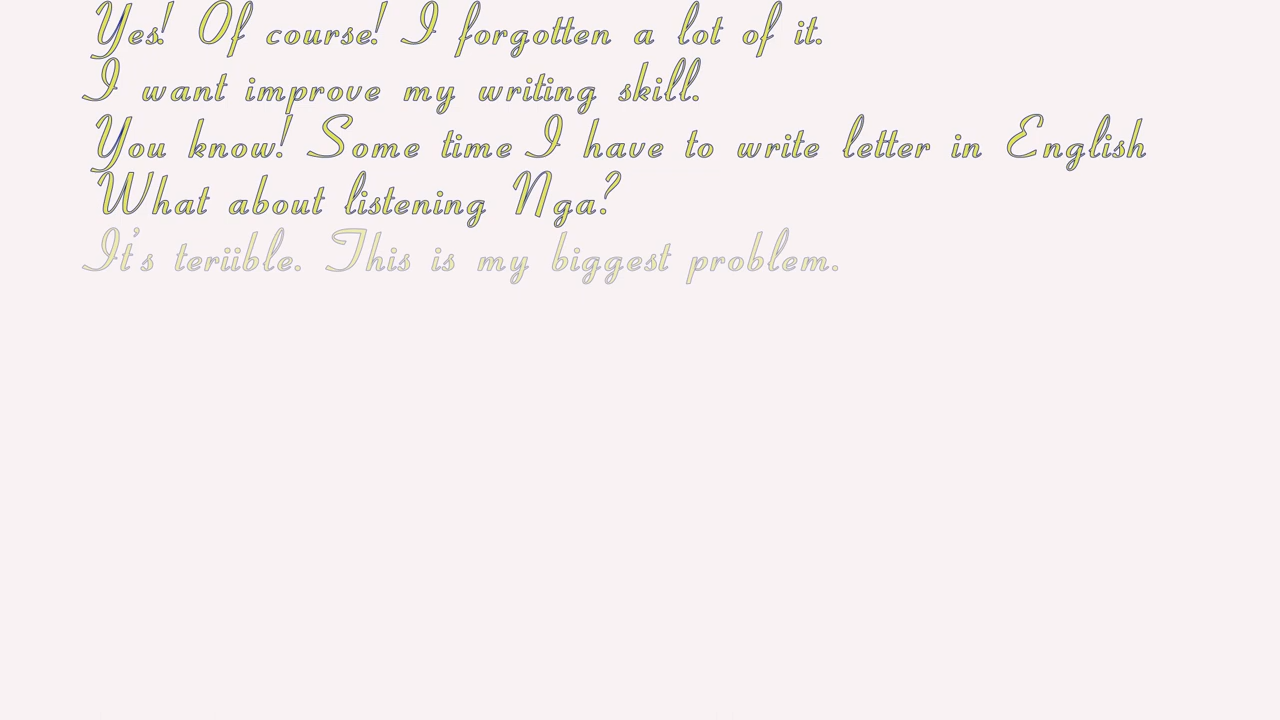 Yes! Of course! I forgotten a lot of it.
I want improve my writing skill.
You know! Some time I have to write letter in English
What about listening Nga?
It's teriible. This is my biggest problem.